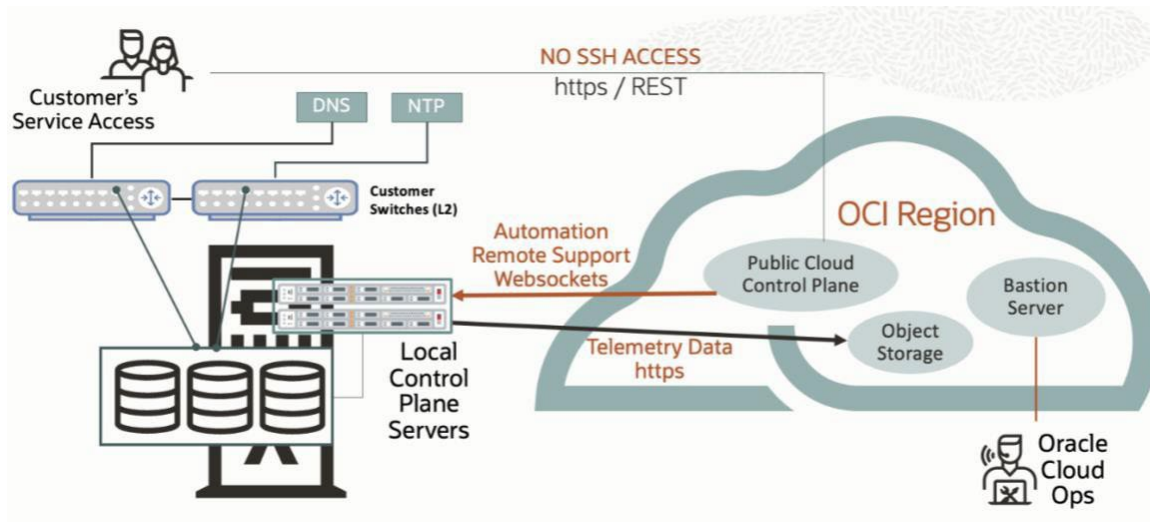 NO SSH ACCESS
https / REST
Customer's
Service Access
DNS
NTP
Customer
Switches (L2)
OCI Region
Automation
Remote Support
Websockets
Public Cloud
Control Plane
Bastion
Server
Object
Storage
Telemetry Data
https
Local
Control
Plane
Servers
Oracle
Cloud
Ops